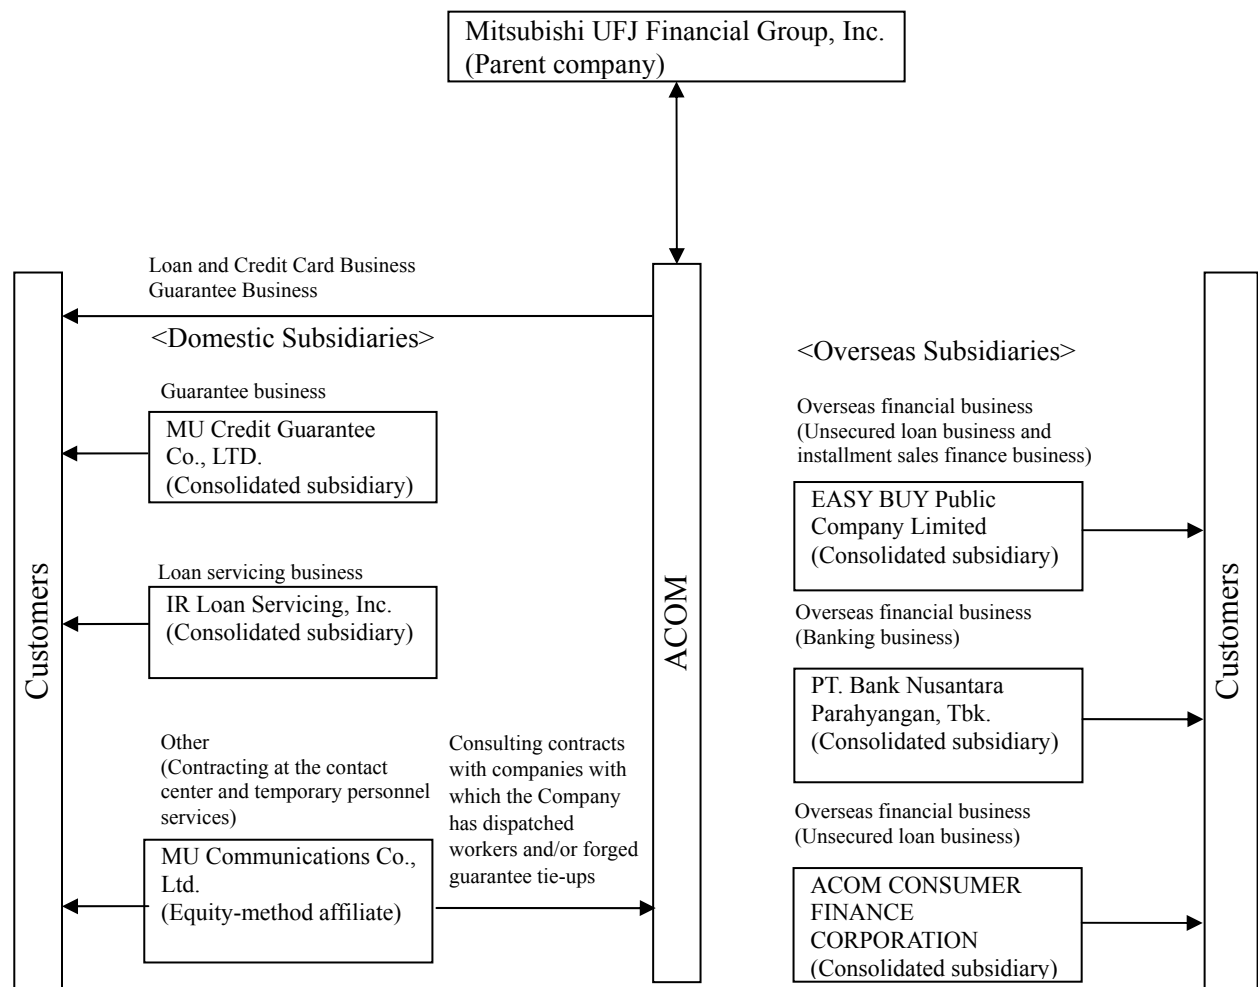 Mitsubishi UFJ Financial Group, Inc.
(Parent company)
Loan and Credit Card Business
Guarantee Business
<Domestic Subsidiaries>
Guarantee business
MU Credit Guarantee
Co., LTD.
(Consolidated subsidiary)
Loan servicing business
IR Loan Servicing, Inc.
(Consolidated subsidiary)
Other
(Contracting at the contact
center and temporary personnel
services)
MU Communications Co.,
Ltd.
(Equity-method affiliate)
Consulting contracts
with companies with
which the Company
has dispatched
workers and/or forged
guarantee tie-ups
Customers
ACOM
<Overseas Subsidiaries>
Overseas financial business
(Unsecured loan business and
installment sales finance business)
EASY BUY Public
Company Limited
(Consolidated subsidiary)
Overseas financial business
(Banking business)
PT. Bank Nusantara
Parahyangan, Tbk.
(Consolidated subsidiary)
Overseas financial business
(Unsecured loan business)
ACOM CONSUMER
FINANCE
CORPORATION
(Consolidated subsidiary)
Customers